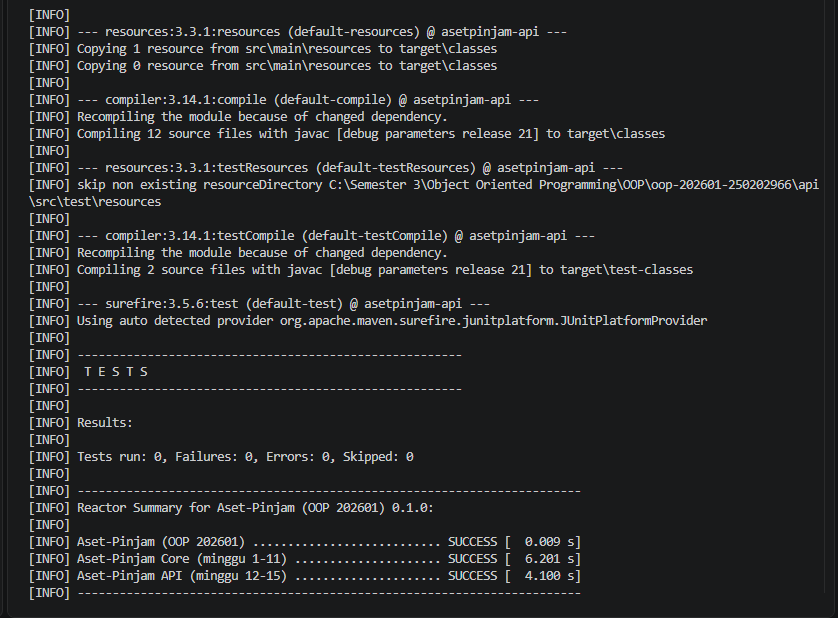 [INFO]
[INFO] --- resources:3.3.1:resources (default-resources) @ asetpinjam-api ---
[INFO] Copying 1 resource from src\main\resources to target\classes
[INFO] Copying 0 resource from src\main\resources to target\classes
[INFO]
[INFO] --- compiler:3.14.1:compile (default-compile) @ asetpinjam-api ---
[INFO] Recompiling the module because of changed dependency.
[INFO] Compiling 12 source files with javac [debug parameters release 21] to target\classes
[INFO]
[INFO] --- resources:3.3.1:testResources (default-testResources) @ asetpinjam-api ---
[INFO] skip non existing resourceDirectory C:\Semester 3\Object Oriented Programming\OOP\oop-202601-250202966\api
\src\test\resources
[INFO]
[INFO] --- compiler:3.14.1:testCompile (default-testCompile) @ asetpinjam-api ---
[INFO] Recompiling the module because of changed dependency.
[INFO] Compiling 2 source files with javac [debug parameters release 21] to target\test-classes
[INFO]
[INFO] --- surefire:3.5.6:test (default-test) @ asetpinjam-api ---
[INFO] Using auto detected provider org.apache.maven.surefire.junitplatform.JUnitPlatformProvider
[INFO]
[INFO] -------------------------------------------------------
[INFO]  T E S T S
[INFO] -------------------------------------------------------
[INFO]
[INFO] Results:
[INFO]
[INFO] Tests run: 0, Failures: 0, Errors: 0, Skipped: 0
[INFO]
[INFO] ------------------------------------------------------------------------
[INFO] Reactor Summary for Aset-Pinjam (OOP 202601) 0.1.0:
[INFO]
[INFO] Aset-Pinjam (OOP 202601) ........................... SUCCESS [  0.009 s]
[INFO] Aset-Pinjam Core (minggu 1-11) ..................... SUCCESS [  6.201 s]
[INFO] Aset-Pinjam API (minggu 12-15) ..................... SUCCESS [  4.100 s]
[INFO] ------------------------------------------------------------------------